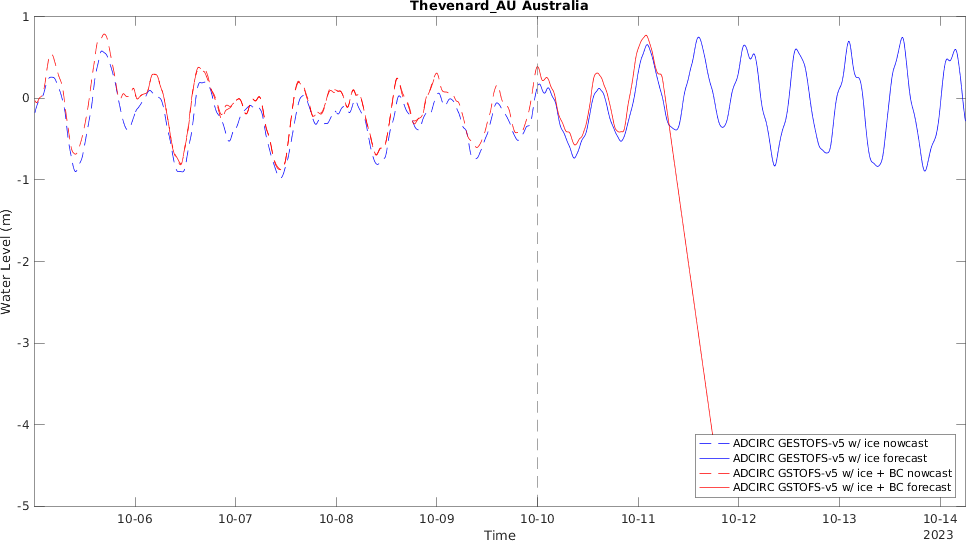 Thevenard_AU Australia
1
0
-1
-2
-3
-4
-5
Water Level (m)
10-06
10-07
10-08
10-09
10-10
10-11
10-12
10-13
10-14
2023
Time
ADCIRC GESTOFS-v5 w/ ice nowcast
ADCIRC GESTOFS-v5 w/ ice forecast
ADCIRC GSTOFS-v5 w/ ice + BC nowcast
ADCIRC GSTOFS-v5 w/ ice + BC forecast